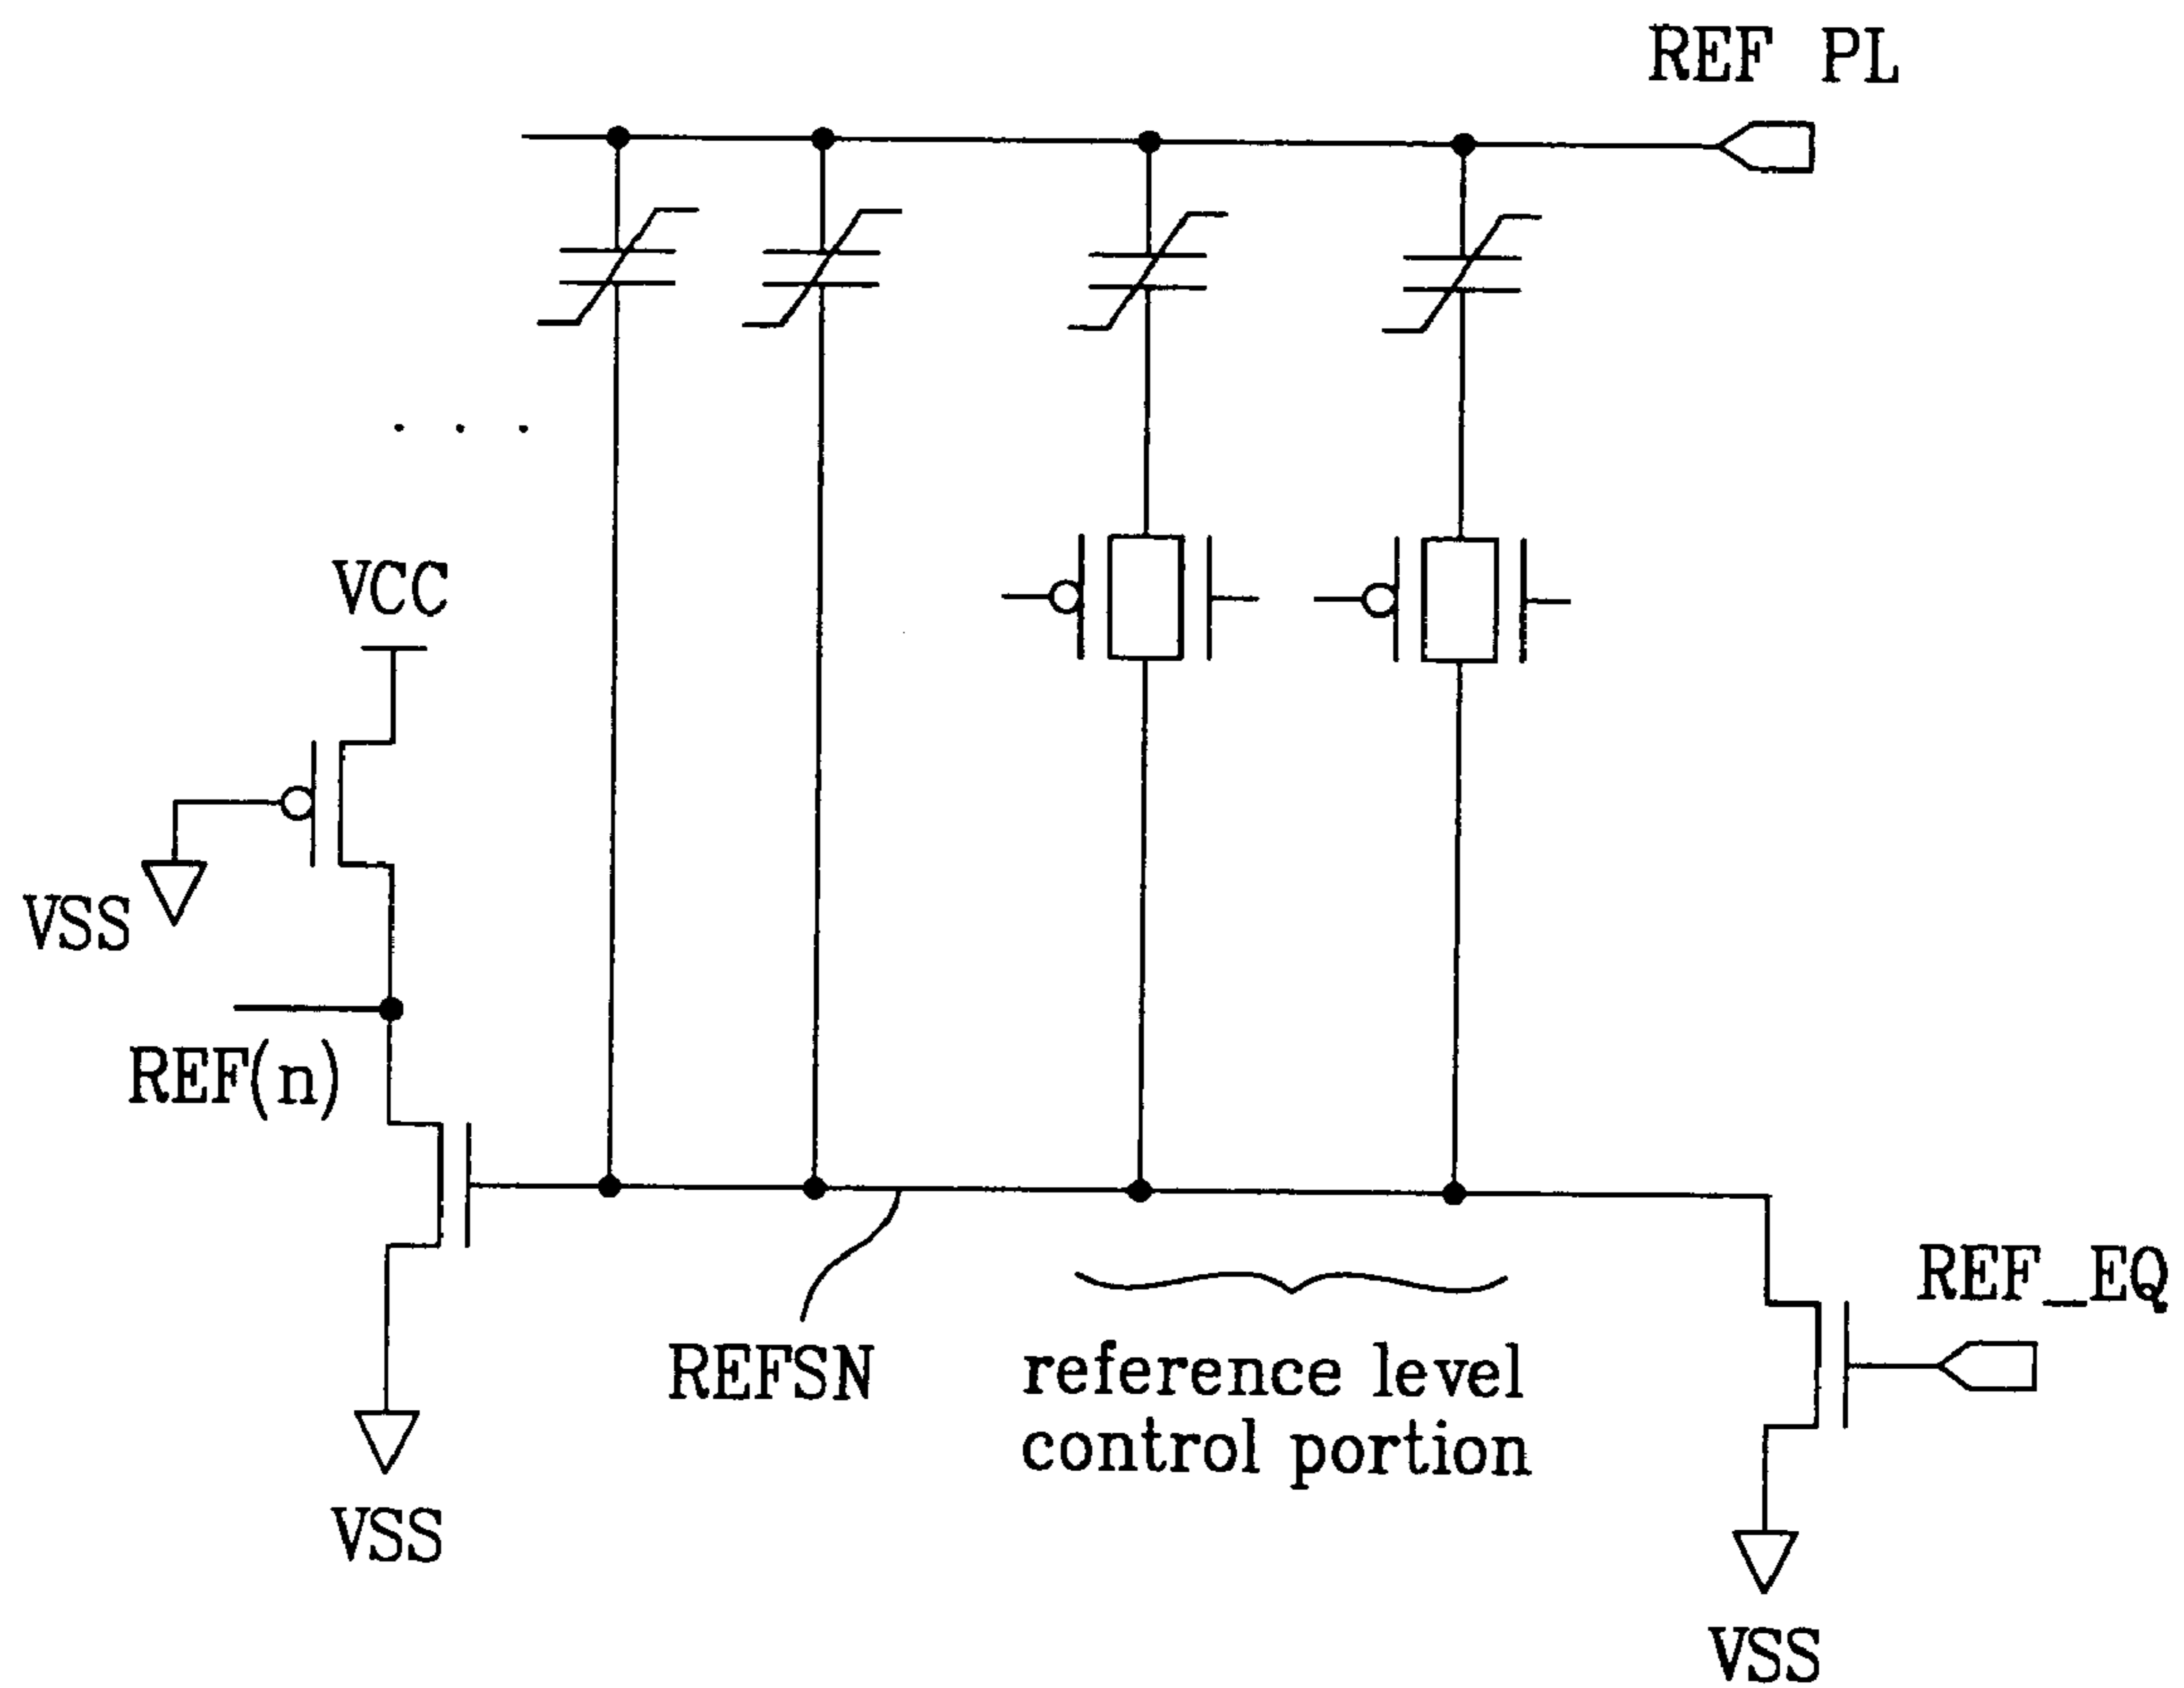 REF PL
VCC
VSS
REF(n)
REF_EQ
REFSN
reference level
control portion
VSS
VSS